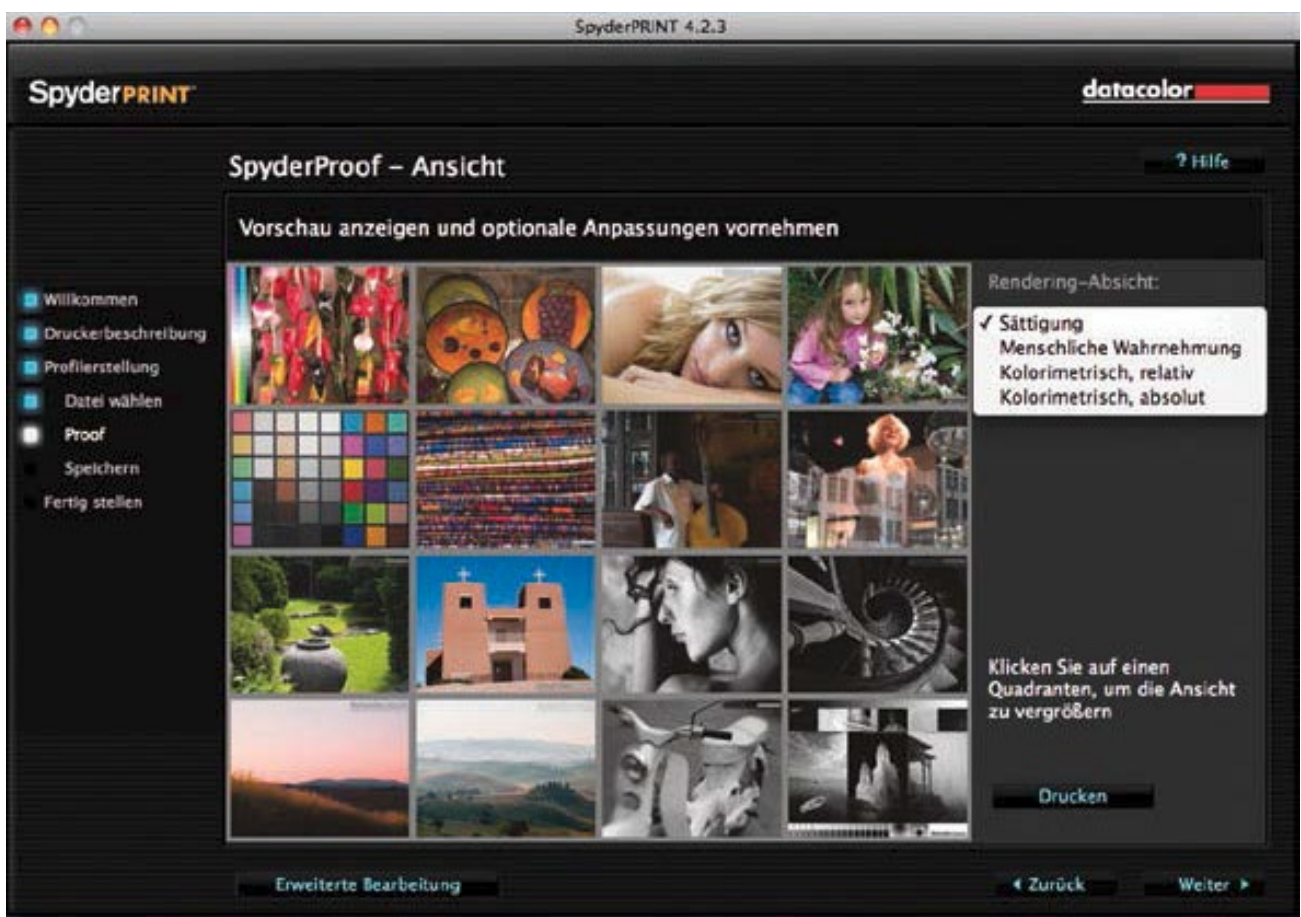 SpyderPRINT 4.2.3
SpyderPRINT™
datacolor
SpyderProof – Ansicht
? Hilfe
Vorschau anzeigen und optionale Anpassungen vornehmen
Willkommen
Druckerbeschreibung
Profilerstellung
Datei wählen
Proof
Speichern
Fertig stellen
Rendering-Absicht:
✓ Sättigung
Menschliche Wahrnehmung
Kolorimetrisch, relativ
Kolorimetrisch, absolut
Klicken Sie auf einen
Quadranten, um die Ansicht
zu vergrößern
Drucken
Erweiterte Bearbeitung
Zurück
Weiter